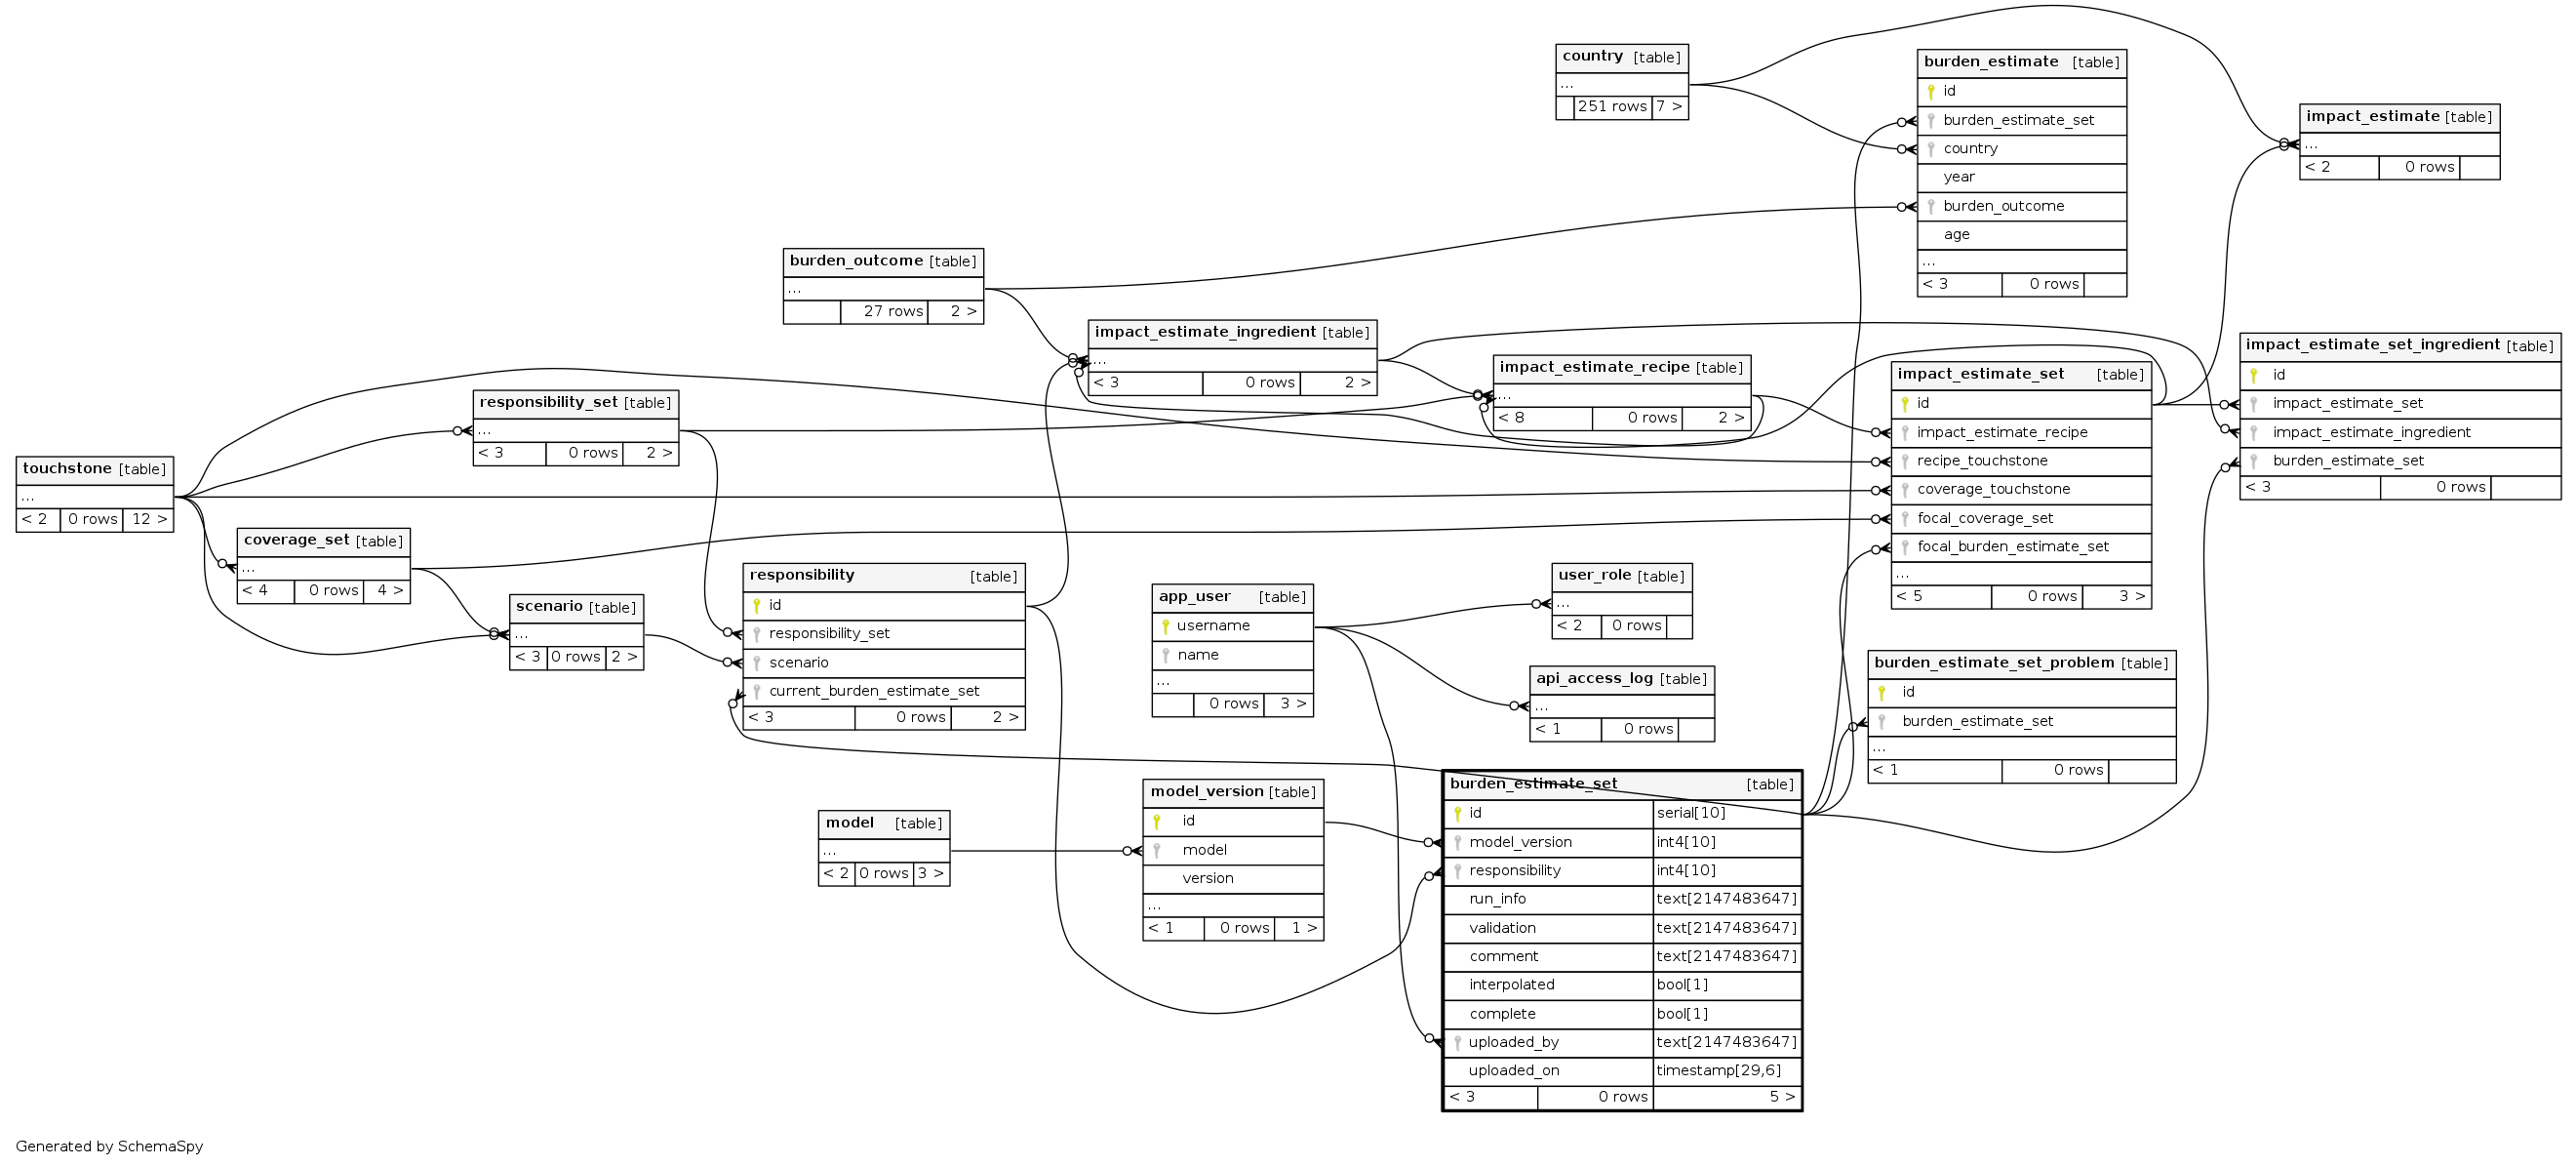 country [table]
...
251 rows 7 >
burden_estimate [table]
id
burden_estimate_set
country
year
burden_outcome
age
...
< 3 0 rows
impact_estimate [table]
...
< 2 0 rows
burden_outcome [table]
...
27 rows 2 >
impact_estimate_ingredient [table]
...
< 3 0 rows 2 >
impact_estimate_recipe [table]
...
< 8 0 rows 2 >
impact_estimate_set [table]
id
impact_estimate_recipe
recipe_touchstone
coverage_touchstone
focal_coverage_set
focal_burden_estimate_set
...
< 5 0 rows 3 >
impact_estimate_set_ingredient [table]
id
impact_estimate_set
impact_estimate_ingredient
burden_estimate_set
< 3 0 rows
responsibility_set [table]
...
< 3 0 rows 2 >
touchstone [table]
...
< 2 0 rows 12 >
coverage_set [table]
...
< 4 0 rows 4 >
scenario [table]
...
< 3 0 rows 2 >
responsibility [table]
id
responsibility_set
scenario
current_burden_estimate_set
< 3 0 rows 2 >
app_user [table]
username
name
...
0 rows 3 >
user_role [table]
...
< 2 0 rows
api_access_log [table]
...
< 1 0 rows
burden_estimate_set_problem [table]
id
burden_estimate_set
...
< 1 0 rows
model [table]
...
< 2 0 rows 3 >
model_version [table]
id
model
version
...
< 1 0 rows 1 >
burden_estimate_set [table]
id serial[10]
model_version int4[10]
responsibility int4[10]
run_info text[2147483647]
validation text[2147483647]
comment text[2147483647]
interpolated bool[1]
complete bool[1]
uploaded_by text[2147483647]
uploaded_on timestamp[29,6]
< 3 0 rows 5 >
Generated by SchemaSpy